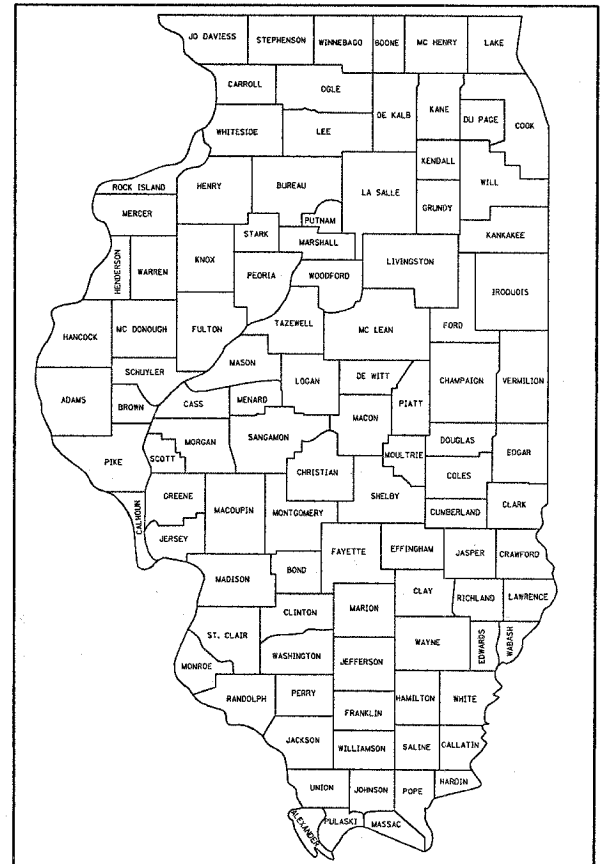 JO DAVIESS
STEPHENSON
WINNEBAGO
BOONE
MC HENRY
LAKE
CARROLL
OGLE
DE KALB
KANE
DU PAGE
COOK
WHITESIDE
LEE
KENDALL
WILL
ROCK ISLAND
HENRY
BUREAU
LA SALLE
GRUNDY
MERCER
PUTNAM
KANKAKEE
STARK
MARSHALL
HENDERSON
WARREN
KNOX
PEORIA
WOODFORD
LIVINGSTON
IROQUOIS
HANCOCK
MC DONOUGH
FULTON
TAZEWELL
MC LEAN
FORD
SCHUYLER
MASON
LOGAN
DE WITT
CHAMPAIGN
VERMILION
ADAMS
BROWN
CASS
MENARD
MACON
PIATT
PIKE
SCOTT
MORGAN
SANGAMON
CHRISTIAN
MOULTRIE
DOUGLAS
EDGAR
COLES
CALHOUN
GREENE
MACOUPIN
MONTGOMERY
SHELBY
CUMBERLAND
CLARK
JERSEY
FAYETTE
EFFINGHAM
JASPER
CRAWFORD
MADISON
BOND
CLINTON
MARION
CLAY
RICHLAND
LAWRENCE
ST. CLAIR
WASHINGTON
JEFFERSON
WAYNE
EDWARDS
WABASH
MONROE
RANDOLPH
PERRY
FRANKLIN
HAMILTON
WHITE
JACKSON
WILLIAMSON
SALINE
GALLATIN
UNION
JOHNSON
POPE
HARDIN
ALEXANDER
PULASKI
MASSAC